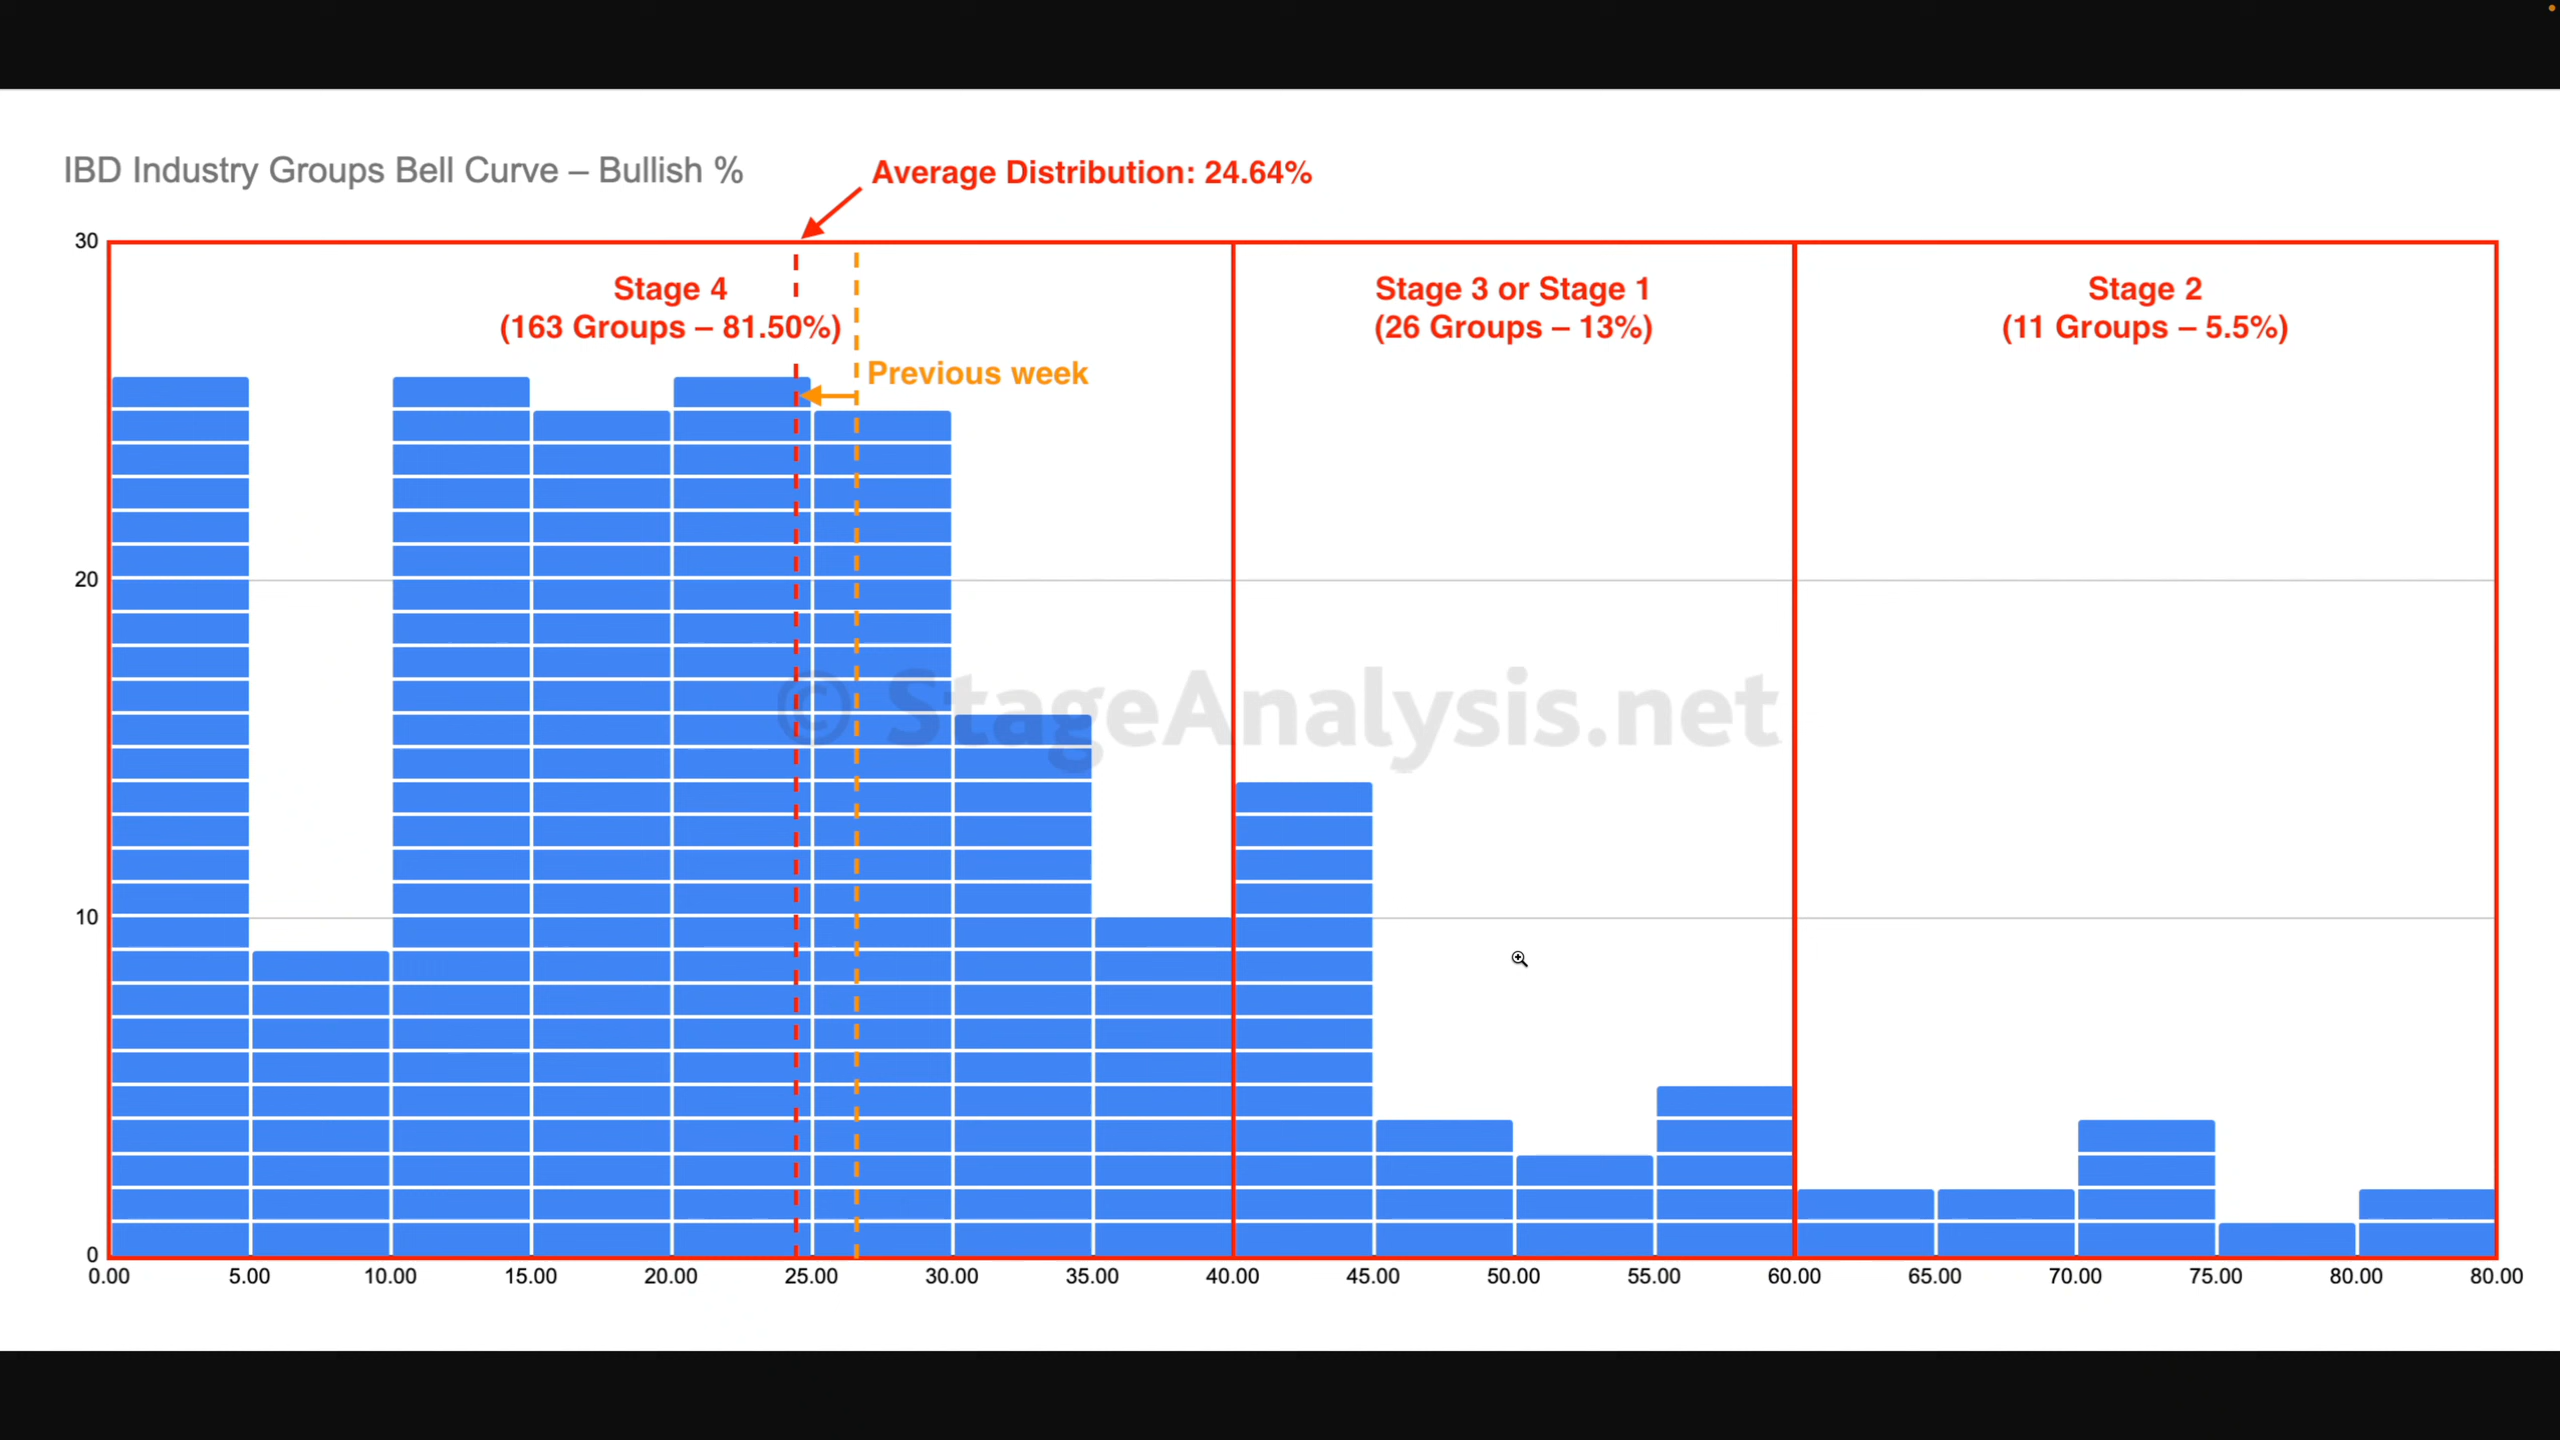 IBD Industry Groups Bell Curve – Bullish %
Average Distribution: 24.64%
30
Stage 4
(163 Groups – 81.50%)
Stage 3 or Stage 1
(26 Groups – 13%)
Stage 2
(11 Groups – 5.5%)
Previous week
20
© StageAnalysis.net
10
0
0.00 5.00 10.00 15.00 20.00 25.00 30.00 35.00 40.00 45.00 50.00 55.00 60.00 65.00 70.00 75.00 80.00 80.00